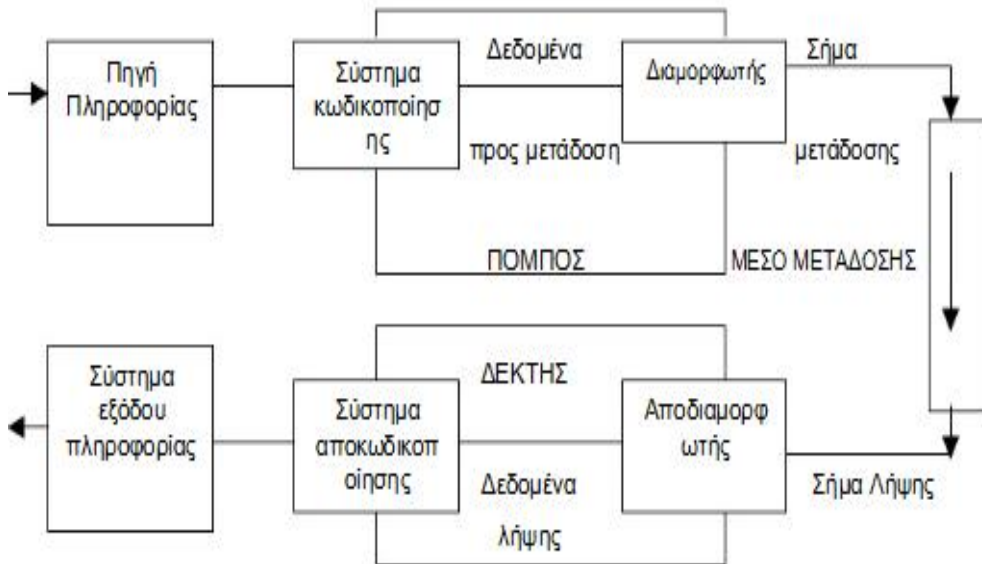 Πηγή
Πληροφορίας
Σύστημα
κωδικοποίησ
ης
Δεδομένα
προς μετάδοση
Διαμορφωτής
Σήμα
μετάδοσης
ΠΟΜΠΟΣ
ΜΕΣΟ ΜΕΤΑΔΟΣΗΣ
Σύστημα
εξόδου
πληροφορίας
Σύστημα
αποκωδικοπ
οίησης
ΔΕΚΤΗΣ
Δεδομένα
λήψης
Αποδιαμορφ
ωτής
Σήμα Λήψης